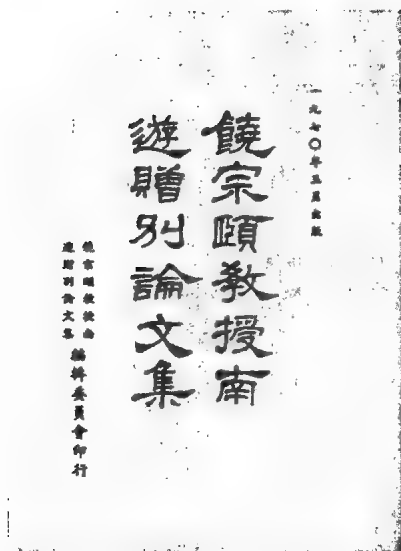 一九七〇年五月出版
饒宗頤教授南
遊贈別論文集
饒宗頤教授南
遊贈別論文集
編輯委員會印行